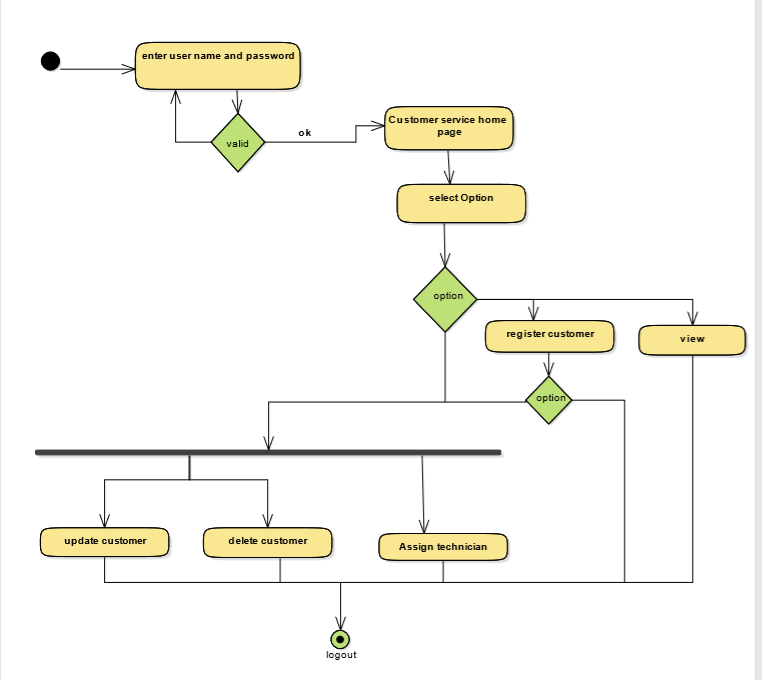 enter user name and password
valid
ok
Customer service home
page
select Option
option
register customer
view
option
update customer
delete customer
Assign technician
logout